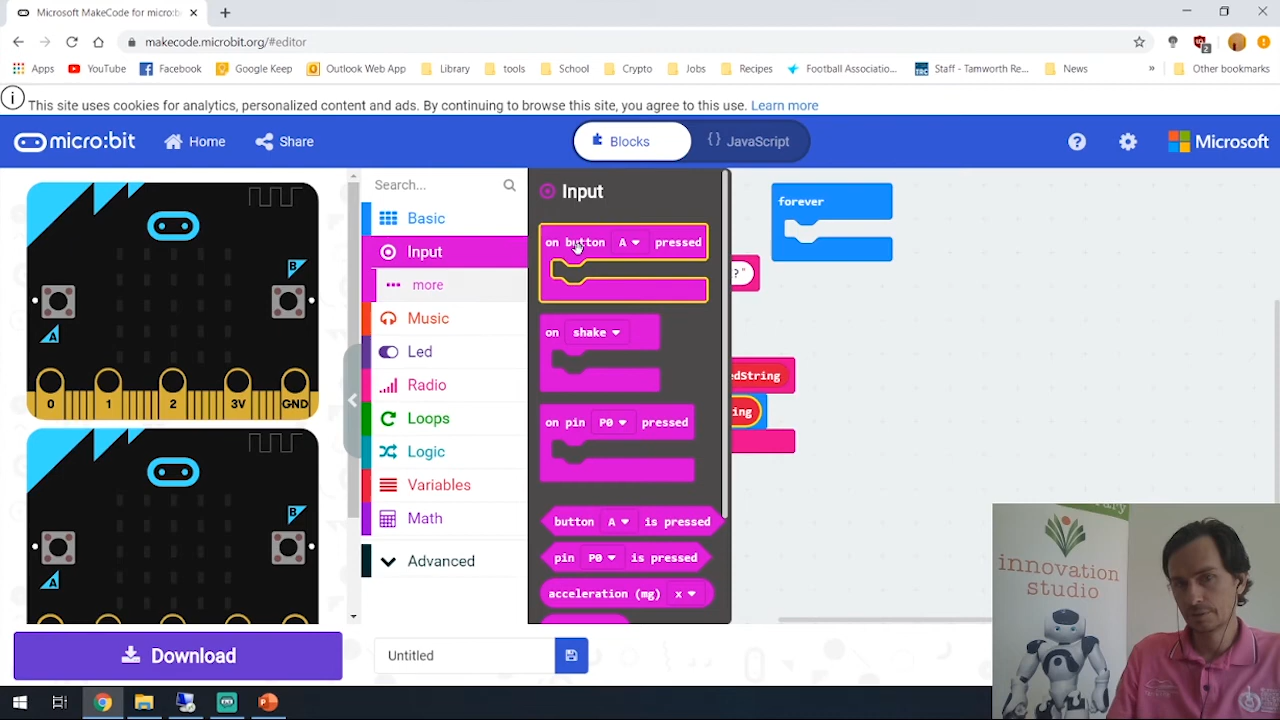 Microsoft MakeCode for micro:b
makecode.microbit.org/#editor
2
Apps YouTube Facebook Google Keep Outlook Web App Library tools School Crypto Jobs Recipes Football Associatio... Staff - Tamworth Re... News » Other bookmarks
This site uses cookies for analytics, personalized content and ads. By continuing to browse this site, you agree to this use. Learn more
micro:bit Home Share Blocks {} JavaScript ? Microsoft
Search...
Basic
Input
more
Music
Led
Radio
Loops
Logic
Variables
Math
Advanced
Input
on button A pressed
on shake
on pin P0 pressed
button A is pressed
pin P0 is pressed
acceleration (mg) x
forever
?"
edString
ing
B
A
0 1 2 3V GND
B
A
Download
Untitled
innovation
studio